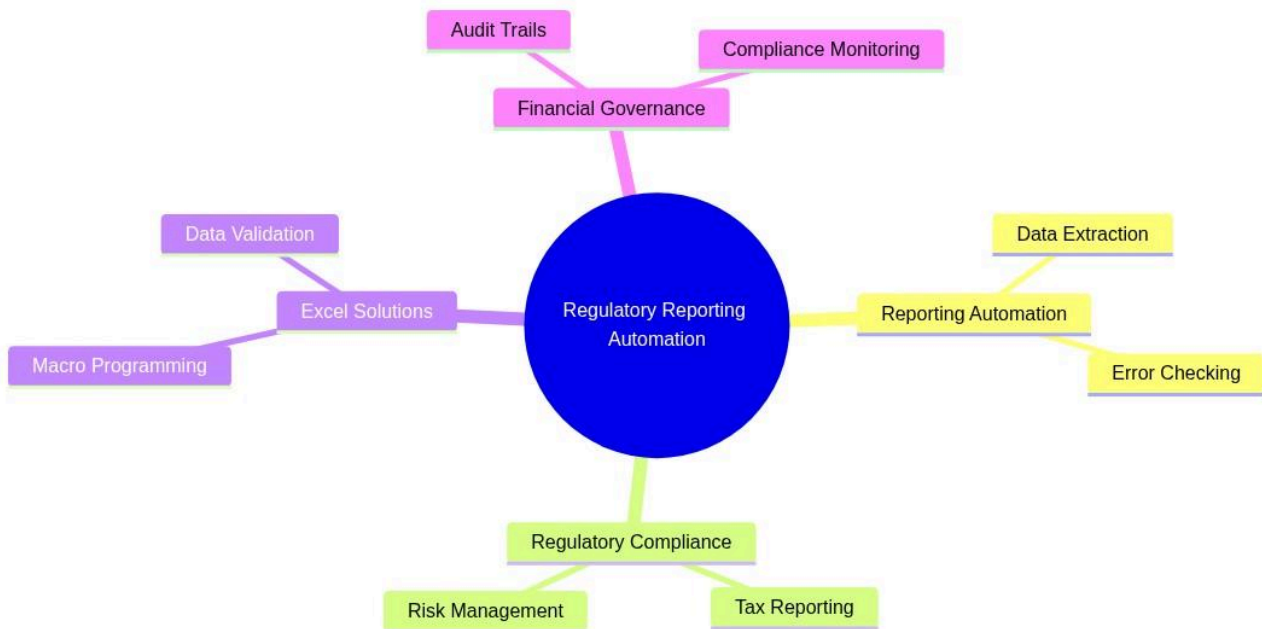 Audit Trails
Compliance Monitoring
Financial Governance
Data Validation
Data Extraction
Excel Solutions
Regulatory Reporting
Automation
Reporting Automation
Macro Programming
Error Checking
Regulatory Compliance
Risk Management
Tax Reporting